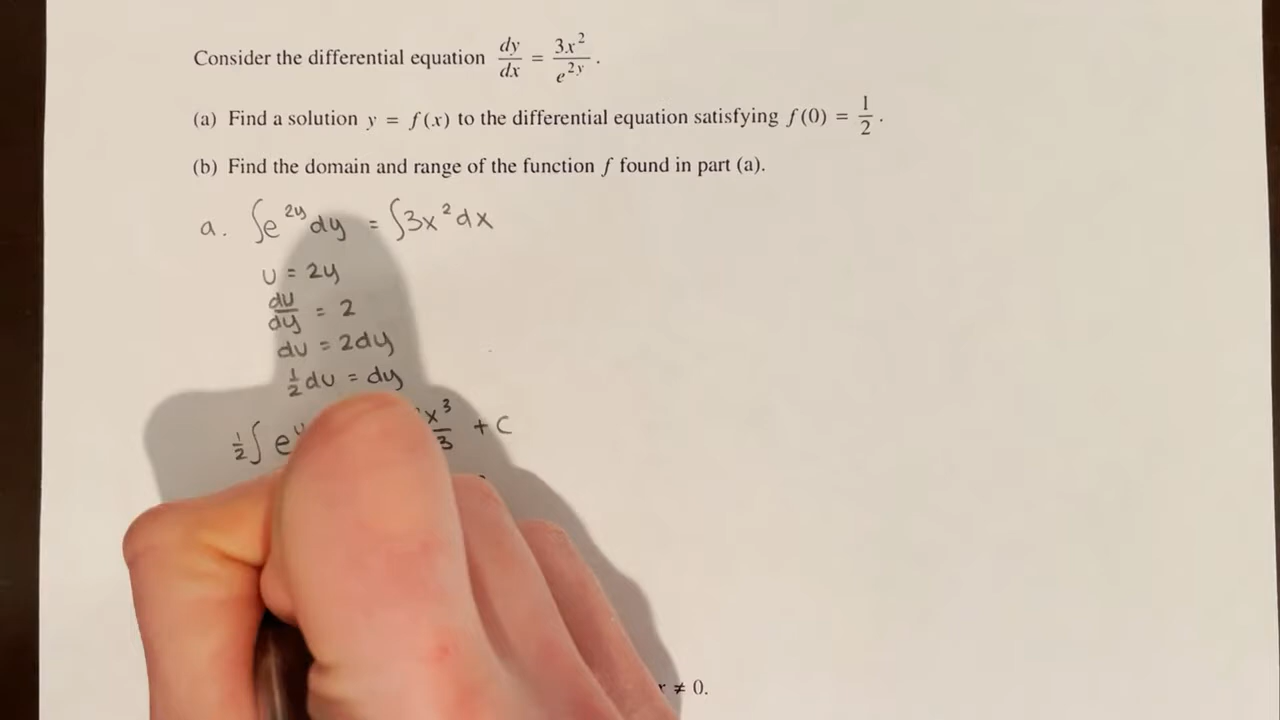 Consider the differential equation dy/dx = 3x²/e^{2y}.
(a) Find a solution y = f(x) to the differential equation satisfying f(0) = 1/2.
(b) Find the domain and range of the function f found in part (a).
a. ∫e^{2y}dy = ∫3x²dx
u = 2y
du/dy = 2
du = 2dy
½du = dy
½∫e^u x³/3 + C
≠ 0.